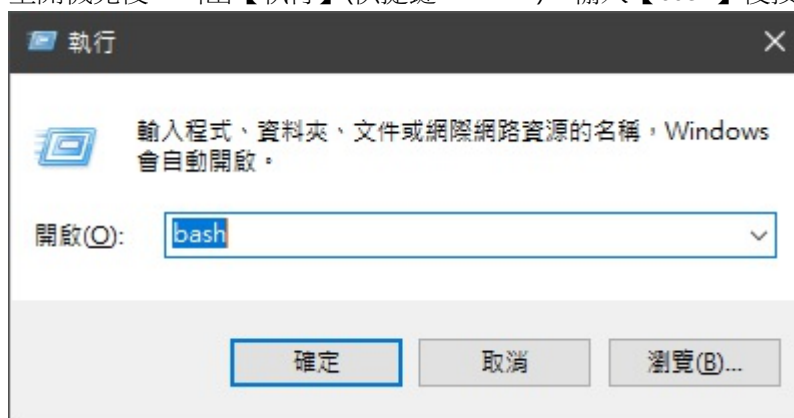 執行
輸入程式、資料夾、文件或網際網路資源的名稱，Windows
會自動開啟。
開啟(O):
bash
確定
取消
瀏覽(B)...